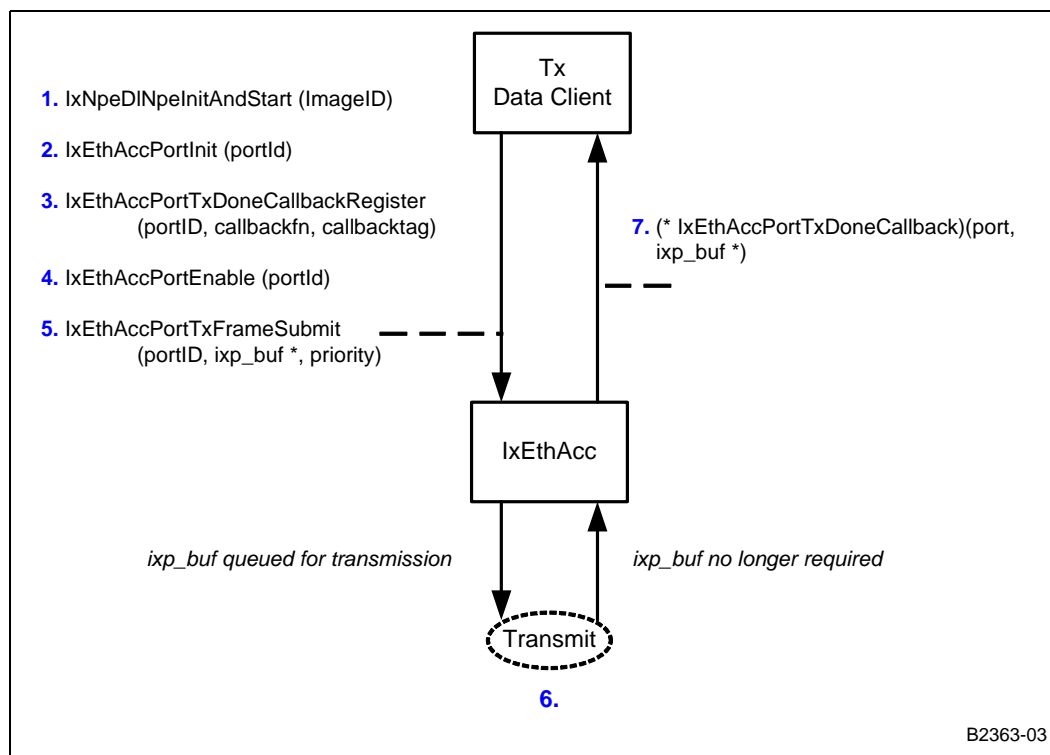 Tx
Data Client
1. IxNpeDlNpeInitAndStart (ImageID)
2. IxEthAccPortInit (portId)
3. IxEthAccPortTxDoneCallbackRegister
(portID, callbackfn, callbacktag)
4. IxEthAccPortEnable (portId)
5. IxEthAccPortTxFrameSubmit
(portID, ixp_buf *, priority)
7. (* IxEthAccPortTxDoneCallback)(port,
ixp_buf *)
IxEthAcc
ixp_buf queued for transmission
ixp_buf no longer required
Transmit
6.
B2363-03